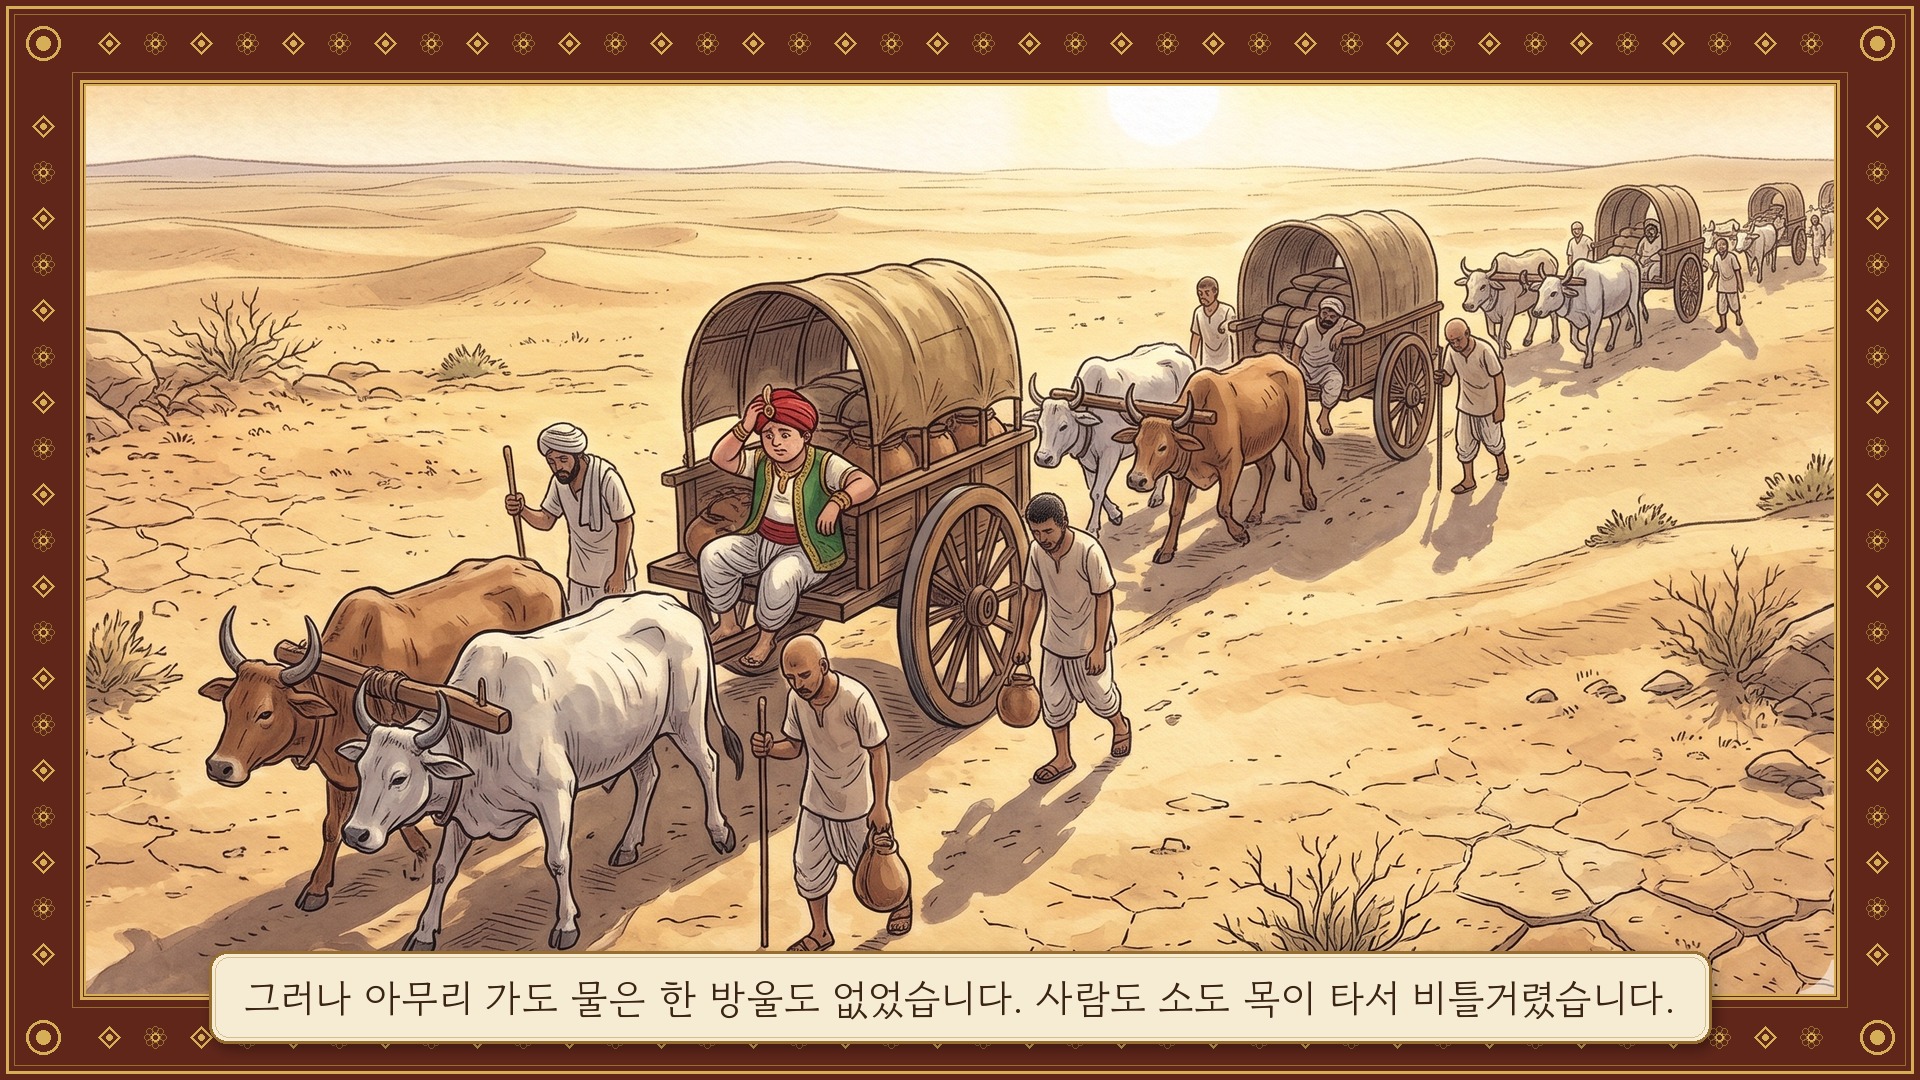 그러나 아무리 가도 물은 한 방울도 없었습니다. 사람도 소도 목이 타서 비틀거렸습니다.